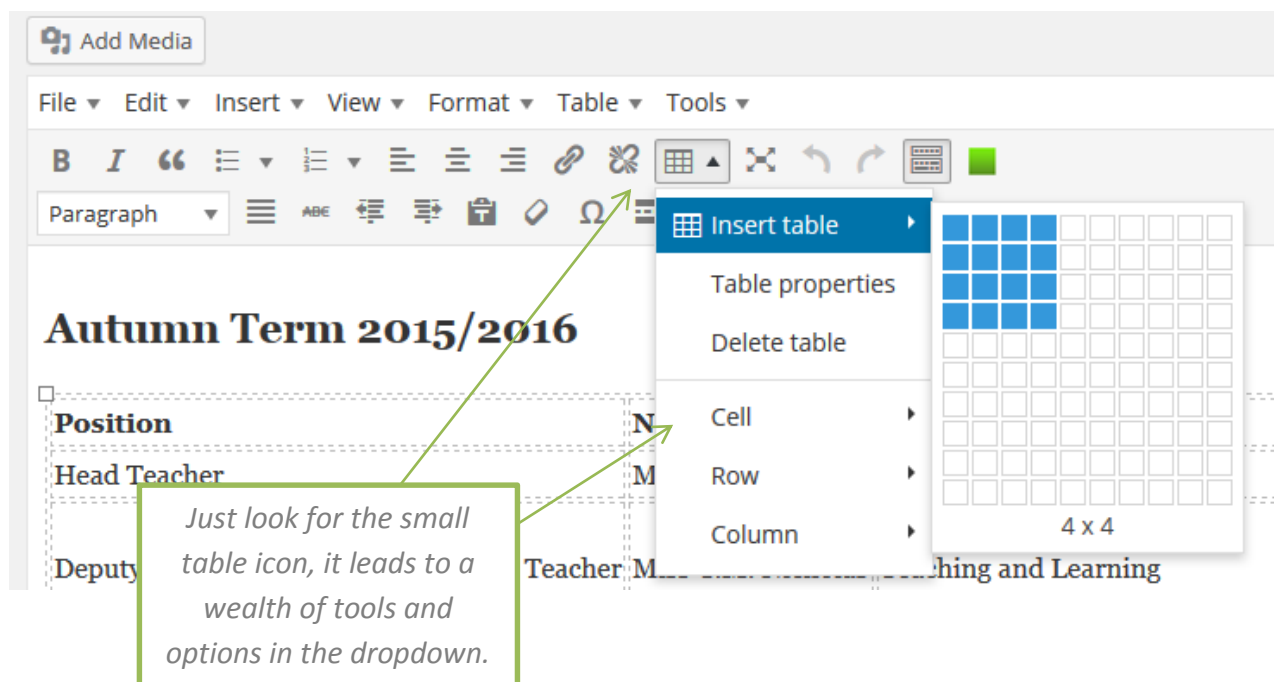 Add Media
File Edit Insert View Format Table Tools
B I “ ABE Ω
Paragraph
Insert table
Table properties
Delete table
Cell
Row
Column
4 x 4
Autumn Term 2015/2016
Position N
Head Teacher M
Deputy Teacher
Teaching and Learning
Just look for the small
table icon, it leads to a
wealth of tools and
options in the dropdown.